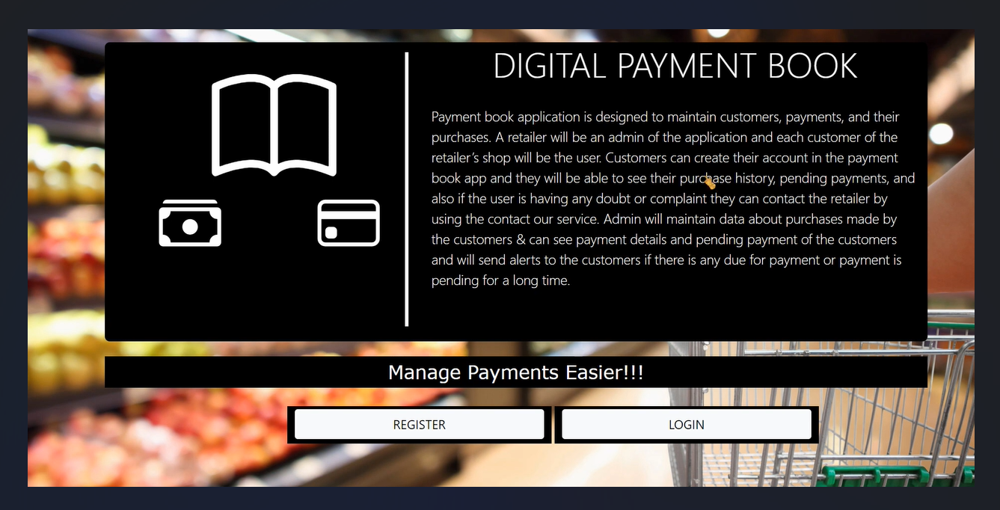 DIGITAL PAYMENT BOOK
Payment book application is designed to maintain customers, payments, and their
purchases. A retailer will be an admin of the application and each customer of the
retailer’s shop will be the user. Customers can create their account in the payment
book app and they will be able to see their purchase history, pending payments, and
also if the user is having any doubt or complaint they can contact the retailer by
using the contact our service. Admin will maintain data about purchases made by
the customers & can see payment details and pending payment of the customers
and will send alerts to the customers if there is any due for payment or payment is
pending for a long time.
Manage Payments Easier!!!
REGISTER
LOGIN